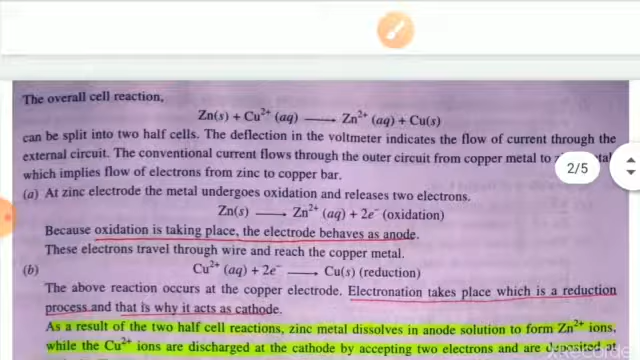 The overall cell reaction,
Zn(s) + Cu²⁺ (aq) ⟶ Zn²⁺ (aq) + Cu(s)
can be split into two half cells. The deflection in the voltmeter indicates the flow of current through the
external circuit. The conventional current flows through the outer circuit from copper metal to
2/5
which implies flow of electrons from zinc to copper bar.
(a) At zinc electrode the metal undergoes oxidation and releases two electrons.
Zn(s) ⟶ Zn²⁺ (aq) + 2e⁻ (oxidation)
Because oxidation is taking place, the electrode behaves as anode.
These electrons travel through wire and reach the copper metal.
(b) Cu²⁺ (aq) + 2e⁻ ⟶ Cu(s) (reduction)
The above reaction occurs at the copper electrode. Electronation takes place which is a reduction
process and that is why it acts as cathode.
As a result of the two half cell reactions, zinc metal dissolves in anode solution to form Zn²⁺ ions,
while the Cu²⁺ ions are discharged at the cathode by accepting two electrons and are deposited at